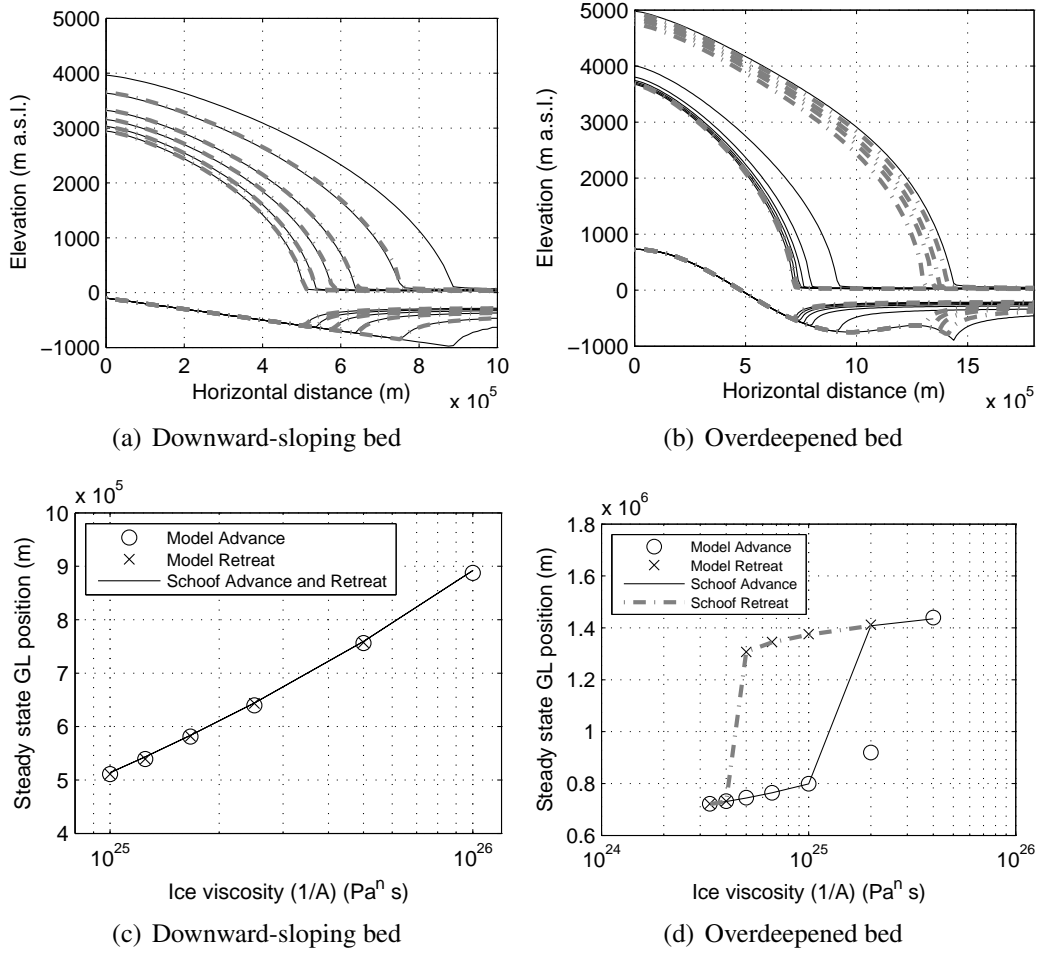 5000
4000
3000
2000
1000
0
−1000
Elevation (m a.s.l.)
0 2 4 6 8 10
x 10^5
Horizontal distance (m)
(a) Downward-sloping bed
5000
4000
3000
2000
1000
0
−1000
Elevation (m a.s.l.)
0 5 10 15
x 10^5
Horizontal distance (m)
(b) Overdeepened bed
x 10^5
10
9
8
7
6
5
4
Steady state GL position (m)
Model Advance
Model Retreat
Schoof Advance and Retreat
10^25 10^26
Ice viscosity (1/A) (Pa^n s)
(c) Downward-sloping bed
x 10^6
1.8
1.6
1.4
1.2
1
0.8
0.6
Steady state GL position (m)
Model Advance
Model Retreat
Schoof Advance
Schoof Retreat
10^24 10^25 10^26
Ice viscosity (1/A) (Pa^n s)
(d) Overdeepened bed